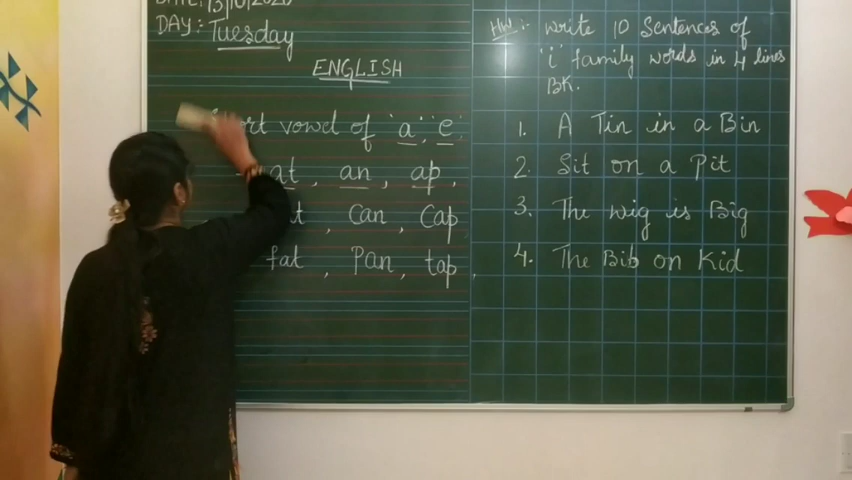 DAY: Tuesday
ENGLISH
vowel of 'a', 'e',
at, an, ap,
Can, Cap
fat, Pan, tap,
HW:- Write 10 Sentences of
'i' family words in 4 lines
BK.
1. A Tin in a Bin
2. Sit on a Pit
3. The wig is Big
4. The Bib on Kid